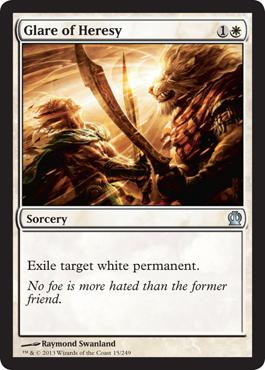 Glare of Heresy 1
Sorcery
Exile target white permanent.
No foe is more hated than the former
friend.
Raymond Swanland
™ & © 2013 Wizards of the Coast 15/249